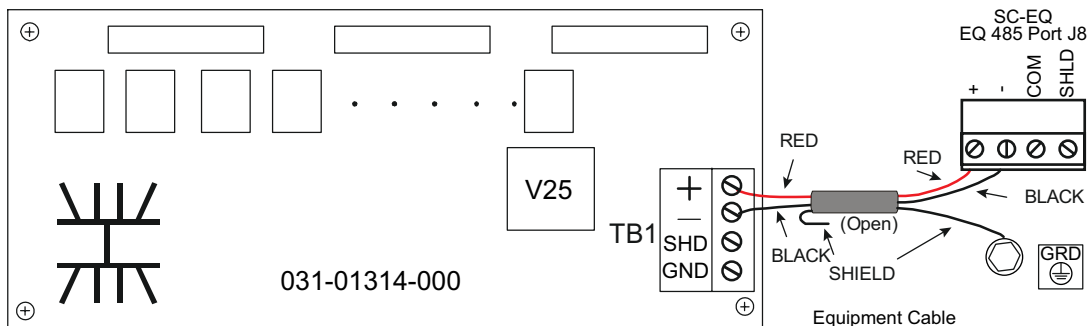 SC-EQ
EQ 485 Port J8
+
-
COM
SHLD
RED
RED
BLACK
V25
+
−
TB1
SHD
GND
(Open)
BLACK
SHIELD
GRD
031-01314-000
Equipment Cable